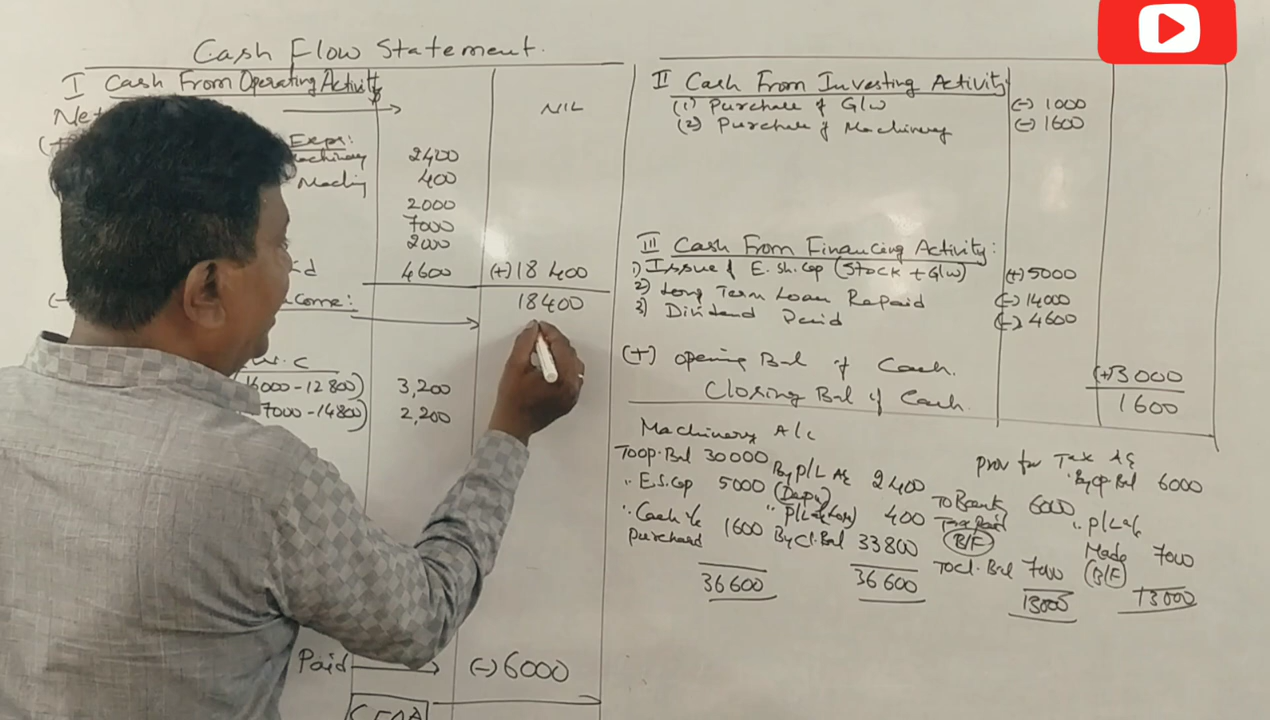 Cash Flow Statement.
I Cash From Operating Activity
Net
NIL
(+)
Exps:
Machinery 2400
400
2000
7000
2000
4600 (+) 18 400
18400
(-)
come:
W.C
(16000-12800) 3,200
7000-14800) 2,200
Paid (-) 6000
CFOA
II Cash From Investing Activity
(1) Purchase of G/w (-) 1000
(2) Purchase of Machinery (-) 1600
III Cash From Financing Activity:
1) Issue of E. Sh. Cap (Stock + G/w) (+) 5000
2) Long Term Loan Repaid (-) 14000
3) Dividend Paid (-) 4600
(+) opening Bal of Cash. (+) 3000
Closing Bal of Cash. 1600
Machinery A/c
To op. Bal 30000 By P/L A/c 2400
" E.S. Cap 5000 (Depn)
" P/L A/c (Loss) 400
" Cash A/c 1600 By Cl. Bal 33800
Purchased
36600 36600
Prov for Tax A/c
By op. Bal 6000
To Bank 6000 " P/L A/c
Tax Paid
(B/F) Made 7000
To Cl. Bal 7000 (B/F)
13000 13000